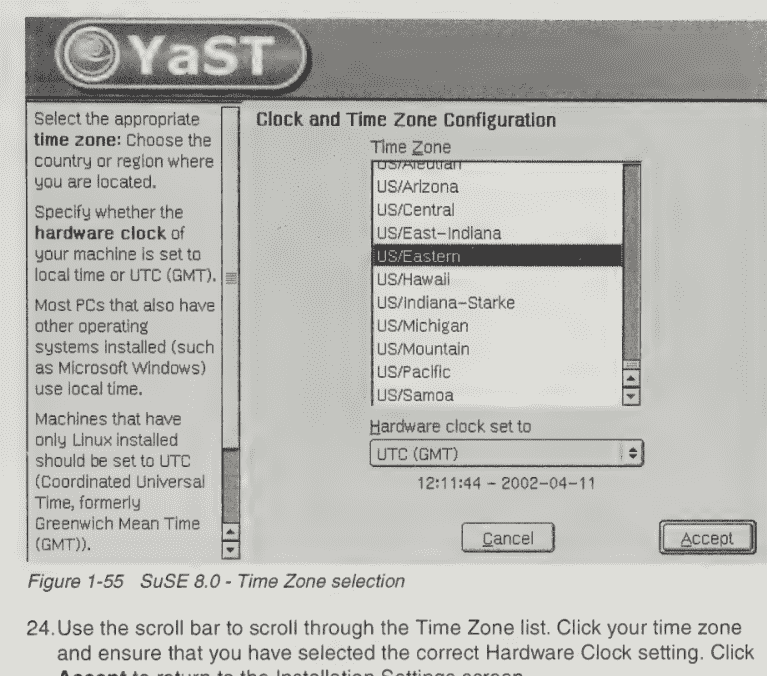 YaST
Select the appropriate
time zone: Choose the
country or region where
you are located.
Specify whether the
hardware clock of
your machine is set to
local time or UTC (GMT).
Most PCs that also have
other operating
systems installed (such
as Microsoft Windows)
use local time.
Machines that have
only Linux installed
should be set to UTC
(Coordinated Universal
Time, formerly
Greenwich Mean Time
(GMT)).
Clock and Time Zone Configuration
Time Zone
US/Aleutian
US/Arizona
US/Central
US/East-Indiana
US/Eastern
US/Hawaii
US/Indiana-Starke
US/Michigan
US/Mountain
US/Pacific
US/Samoa
Hardware clock set to
UTC (GMT)
12:11:44 - 2002-04-11
Cancel
Accept
Figure 1-55 SuSE 8.0 - Time Zone selection
24. Use the scroll bar to scroll through the Time Zone list. Click your time zone
and ensure that you have selected the correct Hardware Clock setting. Click
Accept to return to the Installation Settings screen